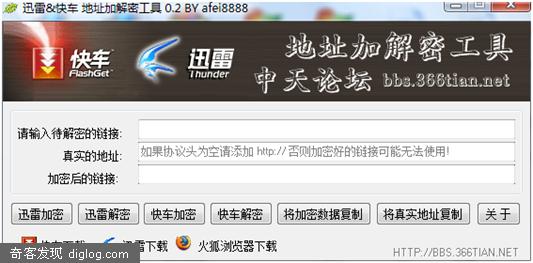 迅雷&快车 地址加解密工具 0.2 BY afei8888
快车
FlashGet
迅雷
Thunder
地址加解密工具
中天论坛 bbs.366tian.net
请输入待解密的链接:
真实的地址:
如果协议头为空请添加 http:// 否则加密好的链接可能无法使用!
加密后的链接:
迅雷加密 迅雷解密 快车加密 快车解密 将加密数据复制 将真实地址复制 关 于
快车下载 迅雷下载 火狐浏览器下载
奇客发现 diglog.com
HTTP://BBS.366TIAN.NET